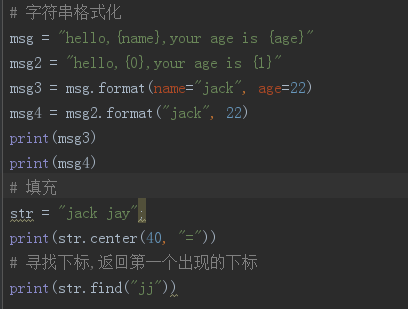 # 字符串格式化
msg = "hello,{name},your age is {age}"
msg2 = "hello,{0},your age is {1}"
msg3 = msg.format(name="jack", age=22)
msg4 = msg2.format("jack", 22)
print(msg3)
print(msg4)
# 填充
str = "jack jay";
print(str.center(40, "="))
# 寻找下标,返回第一个出现的下标
print(str.find("jj"))